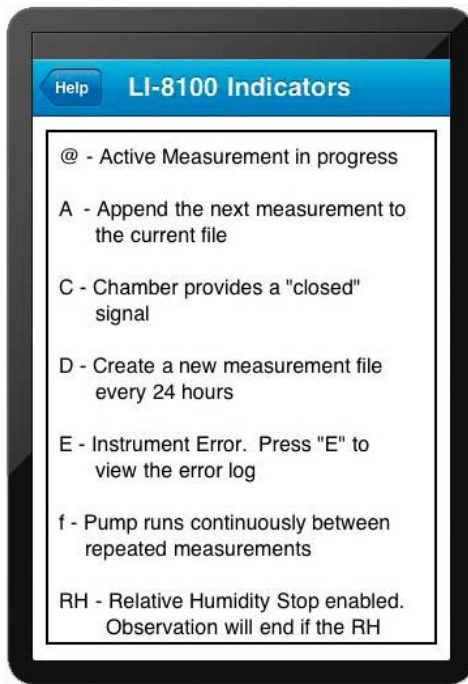 Help
LI-8100 Indicators
@ - Active Measurement in progress
A - Append the next measurement to
the current file
C - Chamber provides a "closed"
signal
D - Create a new measurement file
every 24 hours
E - Instrument Error. Press "E" to
view the error log
f - Pump runs continuously between
repeated measurements
RH - Relative Humidity Stop enabled.
Observation will end if the RH